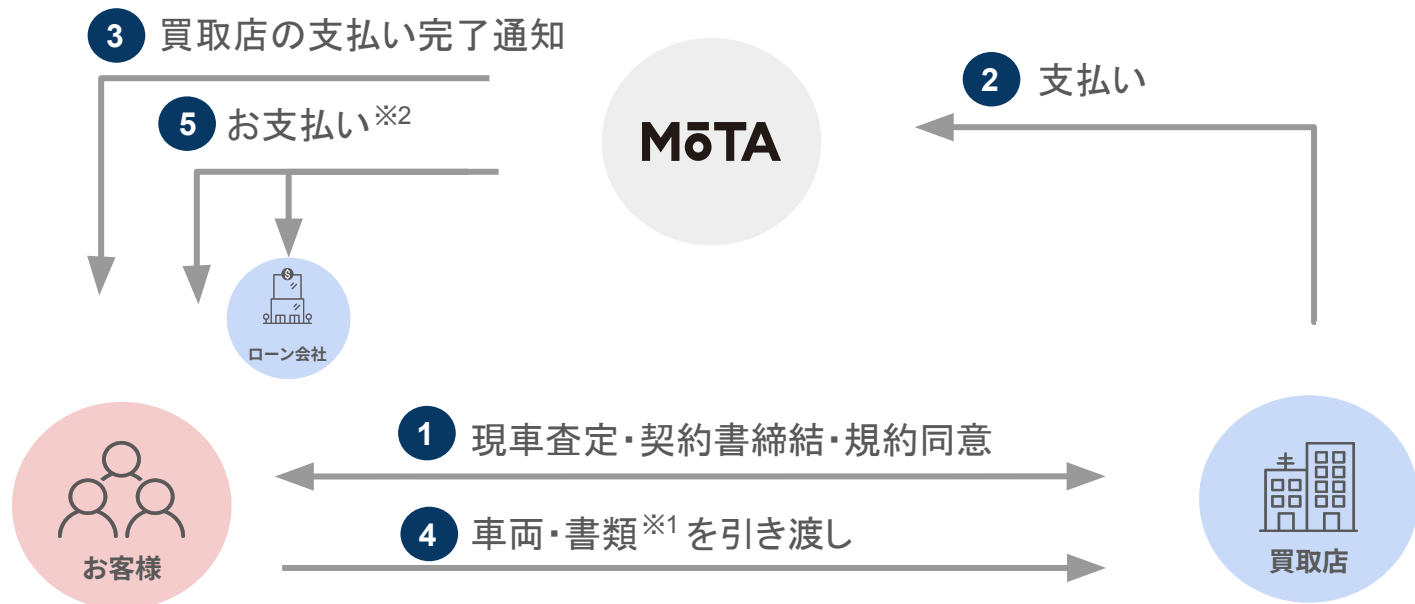 3 買取店の支払い完了通知
2 支払い
5 お支払い※2
MōTA
$
ローン会社
1 現車査定・契約書締結・規約同意
4 車両・書類※1を引き渡し
お客様
買取店